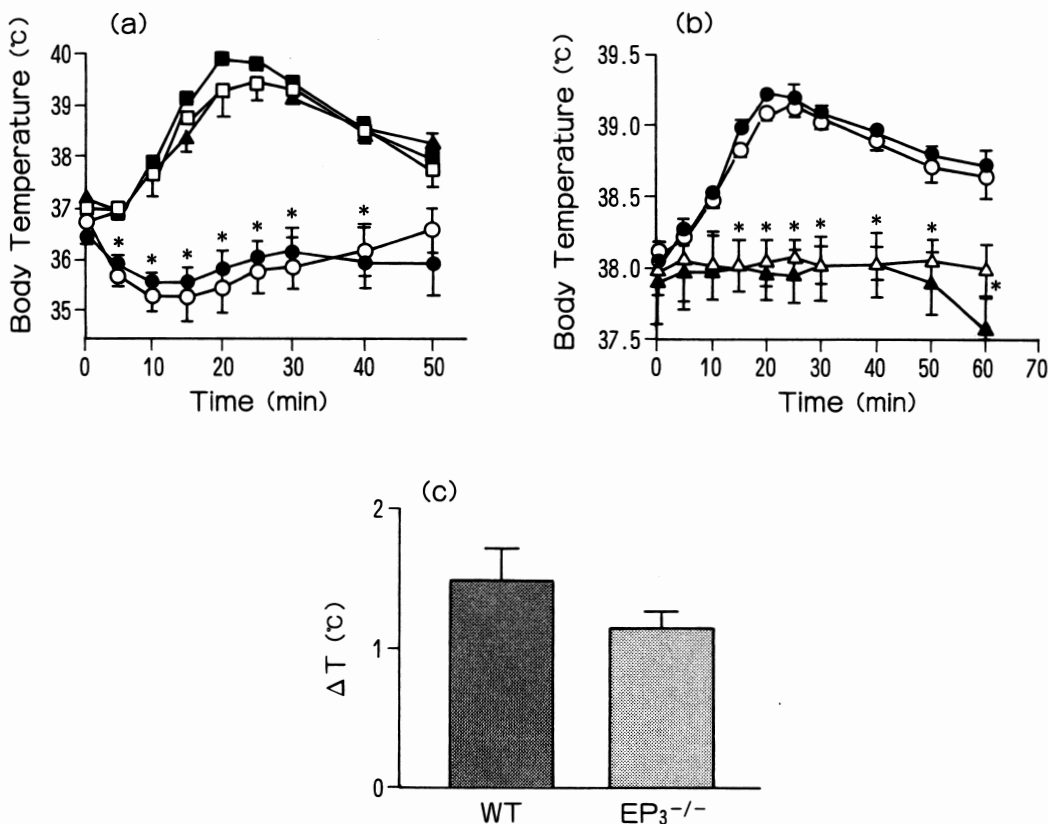 (a)
Body Temperature (℃)
40
39
38
37
36
35
* * * * * * *
0 10 20 30 40 50
Time (min)
(b)
Body Temperature (℃)
39.5
39.0
38.5
38.0
37.5
* * * * * * *
0 10 20 30 40 50 60 70
Time (min)
(c)
ΔT (℃)
2
1
0
WT EP₃⁻/⁻